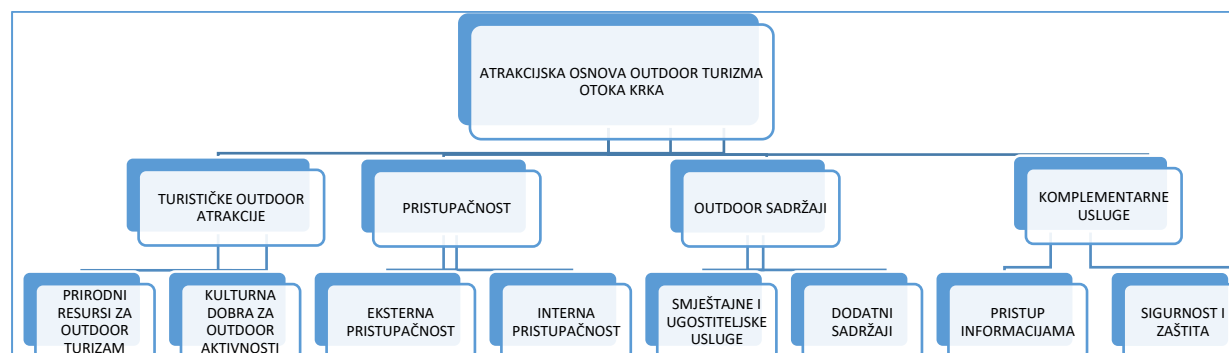 ATRAKCIJSKA OSNOVA OUTDOOR TURIZMA
OTOKA KRKA
TURISTIČKE OUTDOOR
ATRAKCIJE
PRISTUPAČNOST
OUTDOOR SADRŽAJI
KOMPLEMENTARNE
USLUGE
PRIRODNI
RESURSI ZA
OUTDOOR
TURIZAM
KULTURNA
DOBRA ZA
OUTDOOR
AKTIVNOSTI
EKSTERNA
PRISTUPAČNOST
INTERNA
PRISTUPAČNOST
SMJEŠTAJNE I
UGOSTITELJSKE
USLUGE
DODATNI
SADRŽAJI
PRISTUP
INFORMACIJAMA
SIGURNOST I
ZAŠTITA